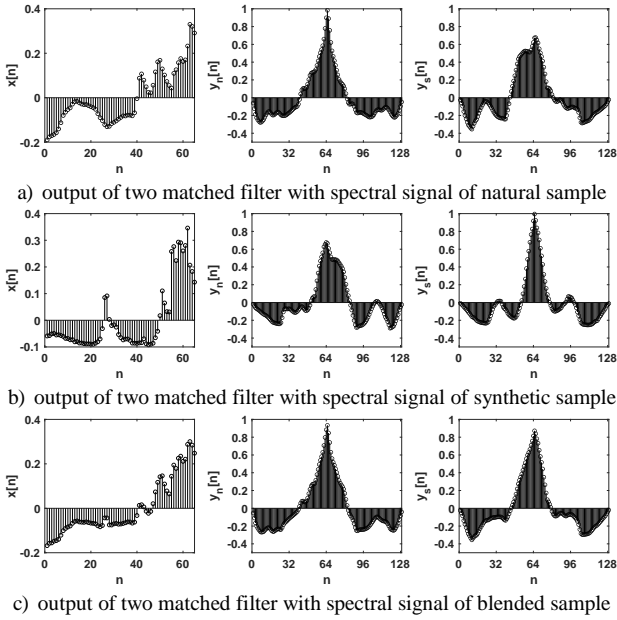 0.4
0.2
0
-0.2
x[n]
0 20 40 60
n
1
0.8
0.6
0.4
0.2
0
-0.2
-0.4
yn[n]
0 32 64 96 128
n
1
0.8
0.6
0.4
0.2
0
-0.2
-0.4
ys[n]
0 32 64 96 128
n
a) output of two matched filter with spectral signal of natural sample
0.4
0.3
0.2
0.1
0
-0.1
x[n]
0 20 40 60
n
1
0.8
0.6
0.4
0.2
0
-0.2
-0.4
yn[n]
0 32 64 96 128
n
1
0.8
0.6
0.4
0.2
0
-0.2
-0.4
ys[n]
0 32 64 96 128
n
b) output of two matched filter with spectral signal of synthetic sample
0.4
0.2
0
-0.2
x[n]
0 20 40 60
n
1
0.8
0.6
0.4
0.2
0
-0.2
-0.4
yn[n]
0 32 64 96 128
n
1
0.8
0.6
0.4
0.2
0
-0.2
-0.4
ys[n]
0 32 64 96 128
n
c) output of two matched filter with spectral signal of blended sample